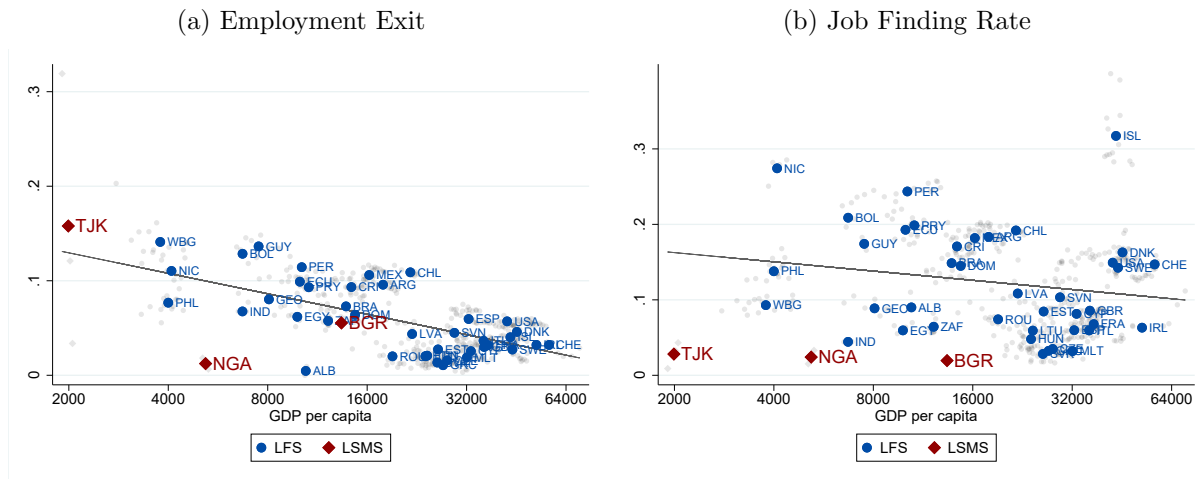 (a) Employment Exit
.3
.2
.1
0
TJK
WBG
NIC
PHL
GUY
BOL
PER
ECU
PRY
CRI
MEX
ARG
CHL
GEO
IND
EGY
BRA
DOM
BGR
NGA
ALB
ROU
LVA
SVN
EST
ESP
USA
DNK
ISL
SWE
CHE
MLT
GRC
2000
4000
8000
16000
32000
64000
GDP per capita
LFS
LSMS
(b) Job Finding Rate
.3
.2
.1
0
ISL
NIC
PER
BOL
PRY
ECU
GUY
CRI
MEX
ARG
CHL
BRA
DOM
PHL
WBG
GEO
ALB
EGY
ZAF
IND
TJK
NGA
BGR
ROU
LVA
SVN
EST
LTU
HUN
GBR
FRA
IRL
MLT
DNK
USA
SWE
CHE
2000
4000
8000
16000
32000
64000
GDP per capita
LFS
LSMS